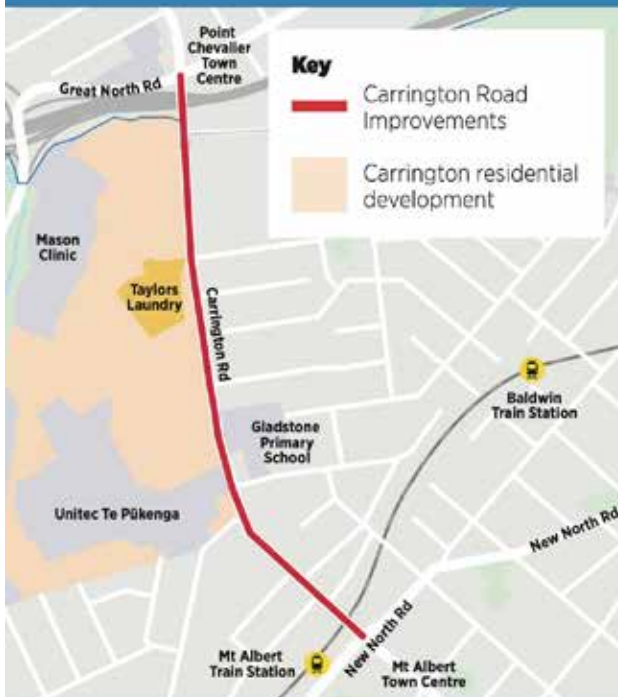 Point
Chevalier
Town
Centre
Great North Rd
Key
Carrington Road
Improvements
Carrington residential
development
Mason
Clinic
Taylors
Laundry
Carrington Rd
Baldwin
Train Station
Gladstone
Primary
School
Unitec Te Pūkenga
New North Rd
New North Rd
Mt Albert
Train Station
Mt Albert
Town Centre